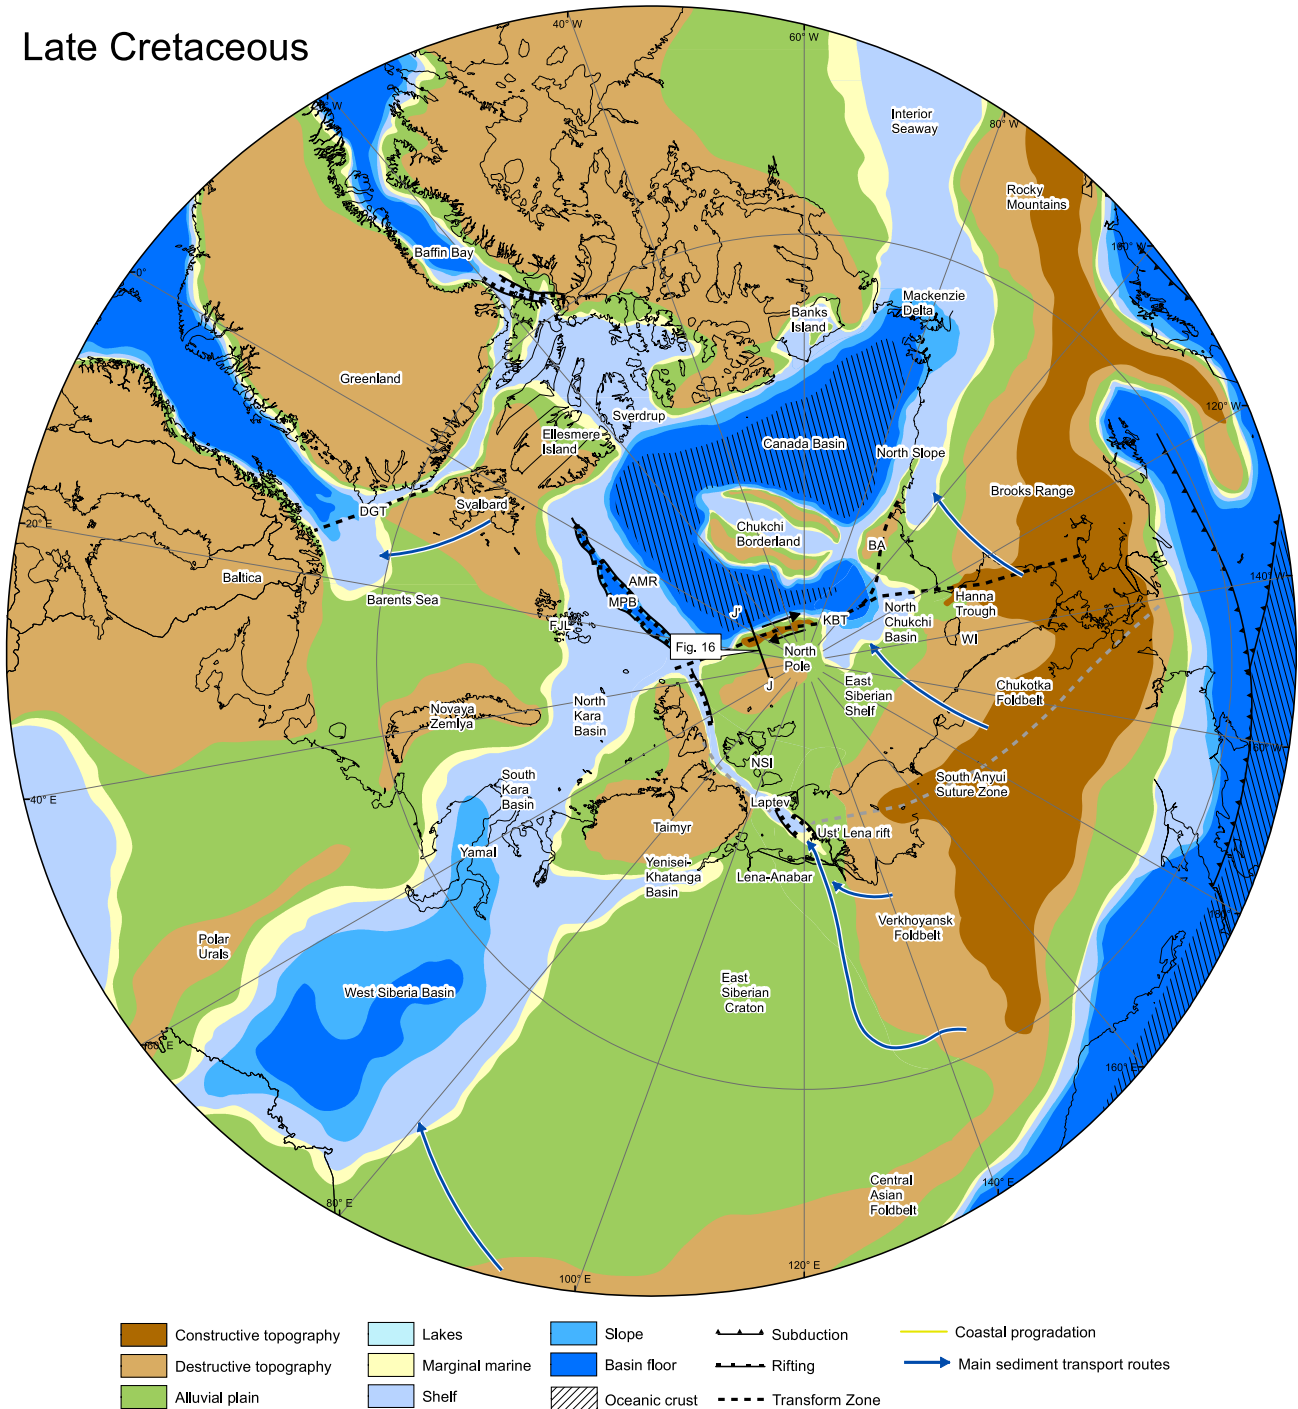 Late Cretaceous
40° W
60° W
80° W
100° W
120° W
140° W
160° W
180°
160° E
140° E
120° E
100° E
80° E
60° E
40° E
20° E
0°
Interior
Seaway
Rocky
Mountains
Baffin Bay
Mackenzie
Delta
Banks
Island
Greenland
Sverdrup
Ellesmere
Island
Canada Basin
North Slope
Brooks Range
Svalbard
DGT
Chukchi
Borderland
BA
Baltica
Barents Sea
AMR
MPB
FJL
J'
KBT
Hanna
Trough
North
Chukchi
Basin
WI
Fig. 16
North
Pole
J
East
Siberian
Shelf
Chukotka
Foldbelt
Novaya
Zemlya
North
Kara
Basin
NSI
South
Kara
Basin
South Anyui
Suture Zone
Laptev
Taimyr
Ust' Lena rift
Yamal
Yenisei-
Khatanga
Basin
Lena-Anabar
Verkhoyansk
Foldbelt
Polar
Urals
West Siberia Basin
East
Siberian
Craton
Central
Asian
Foldbelt
Constructive topography
Destructive topography
Alluvial plain
Lakes
Marginal marine
Shelf
Slope
Basin floor
Oceanic crust
Subduction
Rifting
Transform Zone
Coastal progradation
Main sediment transport routes